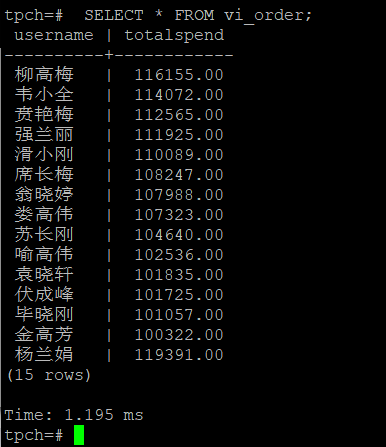 tpch=#  SELECT * FROM vi_order;
 username | totalspend
----------+------------
 柳高梅   |  116155.00
 韦小全   |  114072.00
 贲艳梅   |  112565.00
 强兰丽   |  111925.00
 滑小刚   |  110089.00
 席长梅   |  108247.00
 翁晓婷   |  107988.00
 娄高伟   |  107323.00
 苏长刚   |  104640.00
 喻高伟   |  102536.00
 袁晓轩   |  101835.00
 伏成峰   |  101725.00
 毕晓刚   |  101057.00
 金高芳   |  100322.00
 杨兰娟   |  119391.00
(15 rows)
Time: 1.195 ms
tpch=#